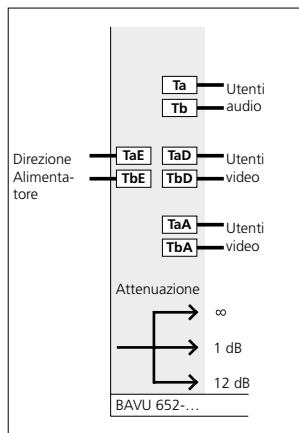 Ta
Utenti
Tb
audio
Direzione
TaE
TaD
Utenti
Alimenta-
TbE
TbD
video
tore
TaA
Utenti
TbA
video
Attenuazione
∞
1 dB
12 dB
BAVU 652-...